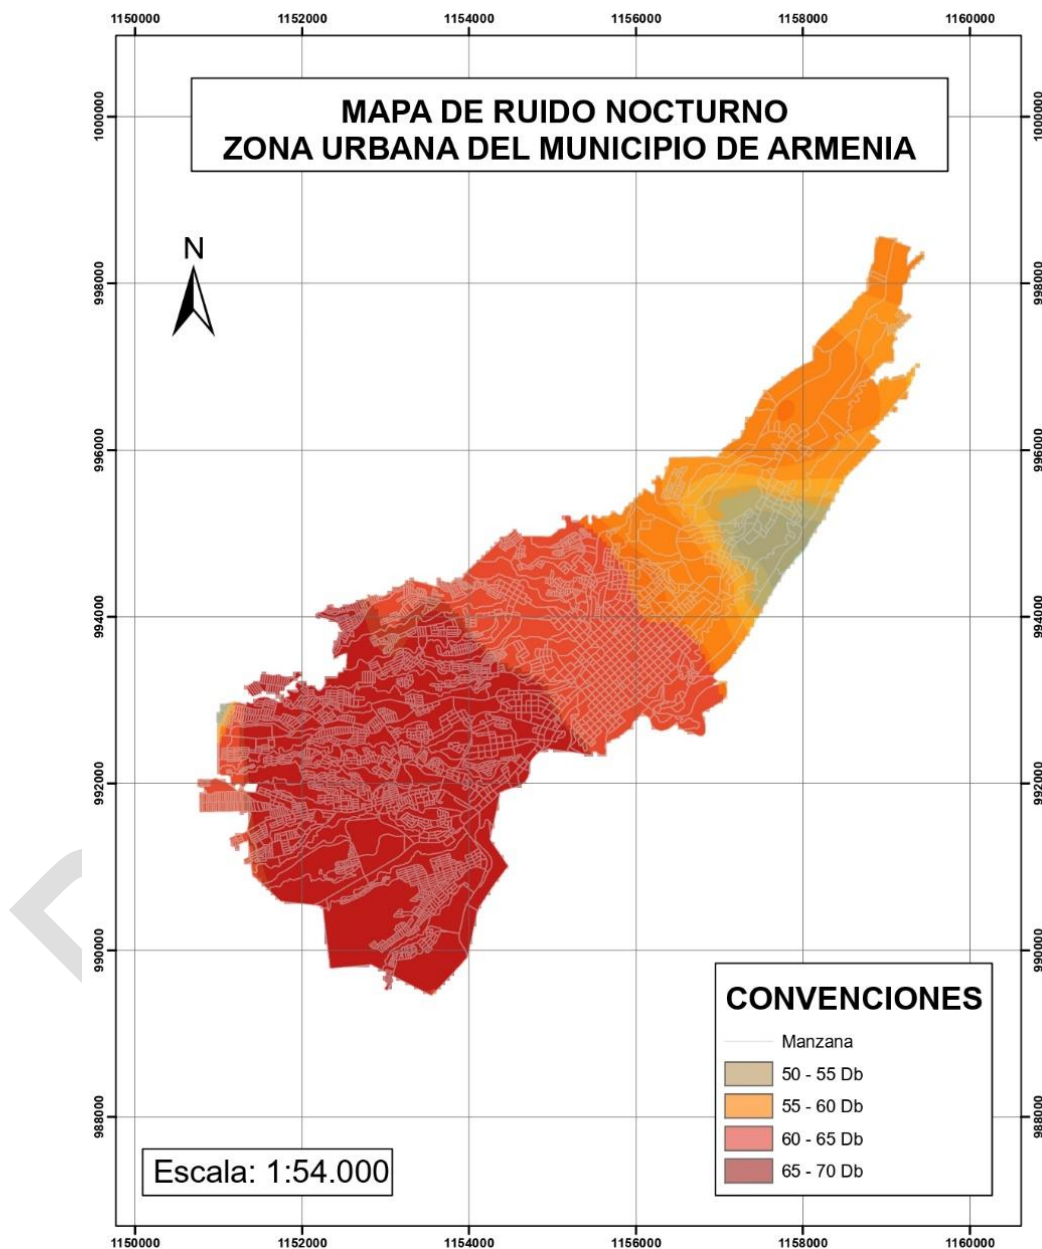 1150000 1152000 1154000 1156000 1158000 1160000
MAPA DE RUIDO NOCTURNO
ZONA URBANA DEL MUNICIPIO DE ARMENIA
N
1000000 1000000
998000 998000
996000 996000
994000 994000
992000 992000
990000 990000
988000 988000
CONVENCIONES
Manzana
50 - 55 Db
55 - 60 Db
60 - 65 Db
65 - 70 Db
Escala: 1:54.000
1150000 1152000 1154000 1156000 1158000 1160000